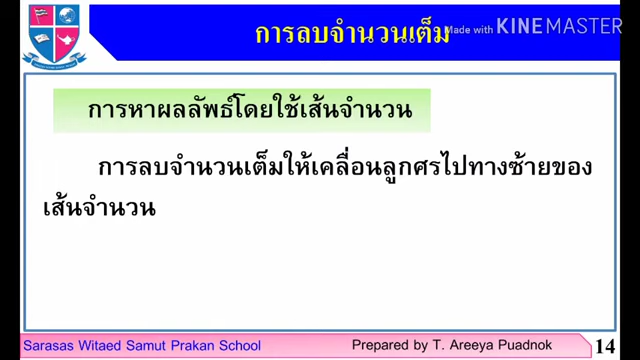 การลบจำนวนเต็ม
Made with KINEMASTER
การหาผลลัพธ์โดยใช้เส้นจำนวน
การลบจำนวนเต็มให้เคลื่อนลูกศรไปทางซ้ายของ
เส้นจำนวน
Sarasas Witaed Samut Prakan School
Prepared by T. Areeya Puadnok
14